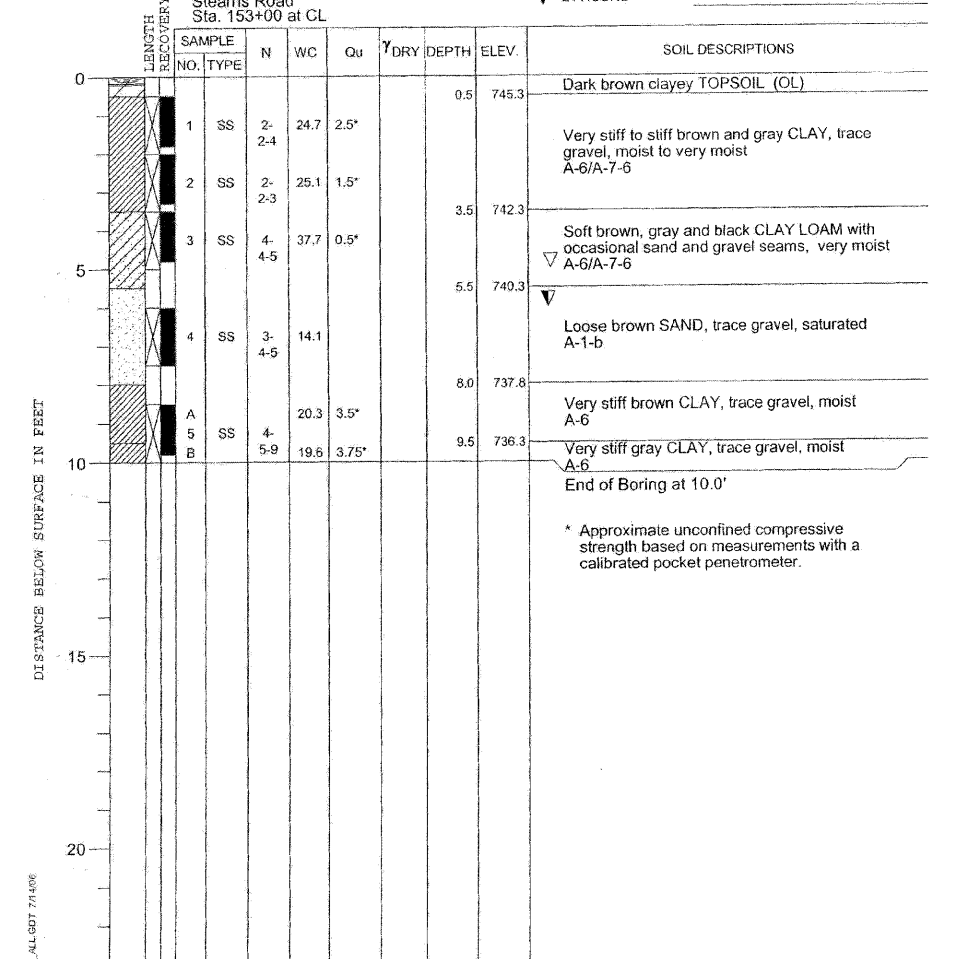 Stearns Road
Sta. 153+00 at CL
LENGTH
RECOVERY
SAMPLE
NO. TYPE N WC Qu γDRY DEPTH ELEV. SOIL DESCRIPTIONS
0
Dark brown clayey TOPSOIL (OL)
0.5 745.3
1 SS 2- 24.7 2.5*
2-4
Very stiff to stiff brown and gray CLAY, trace
gravel, moist to very moist
A-6/A-7-6
2 SS 2- 25.1 1.5*
2-3
3.5 742.3
3 SS 4- 37.7 0.5*
4-5
Soft brown, gray and black CLAY LOAM with
occasional sand and gravel seams, very moist
A-6/A-7-6
5
5.5 740.3
4 SS 3- 14.1
4-5
Loose brown SAND, trace gravel, saturated
A-1-b
8.0 737.8
A 20.3 3.5*
5 SS 4-
5-9
B 19.6 3.75*
Very stiff brown CLAY, trace gravel, moist
A-6
9.5 736.3
Very stiff gray CLAY, trace gravel, moist
A-6
10
End of Boring at 10.0'
* Approximate unconfined compressive
strength based on measurements with a
calibrated pocket penetrometer.
15
20
DISTANCE BELOW SURFACE IN FEET
_ALL.GDT 7/14/06